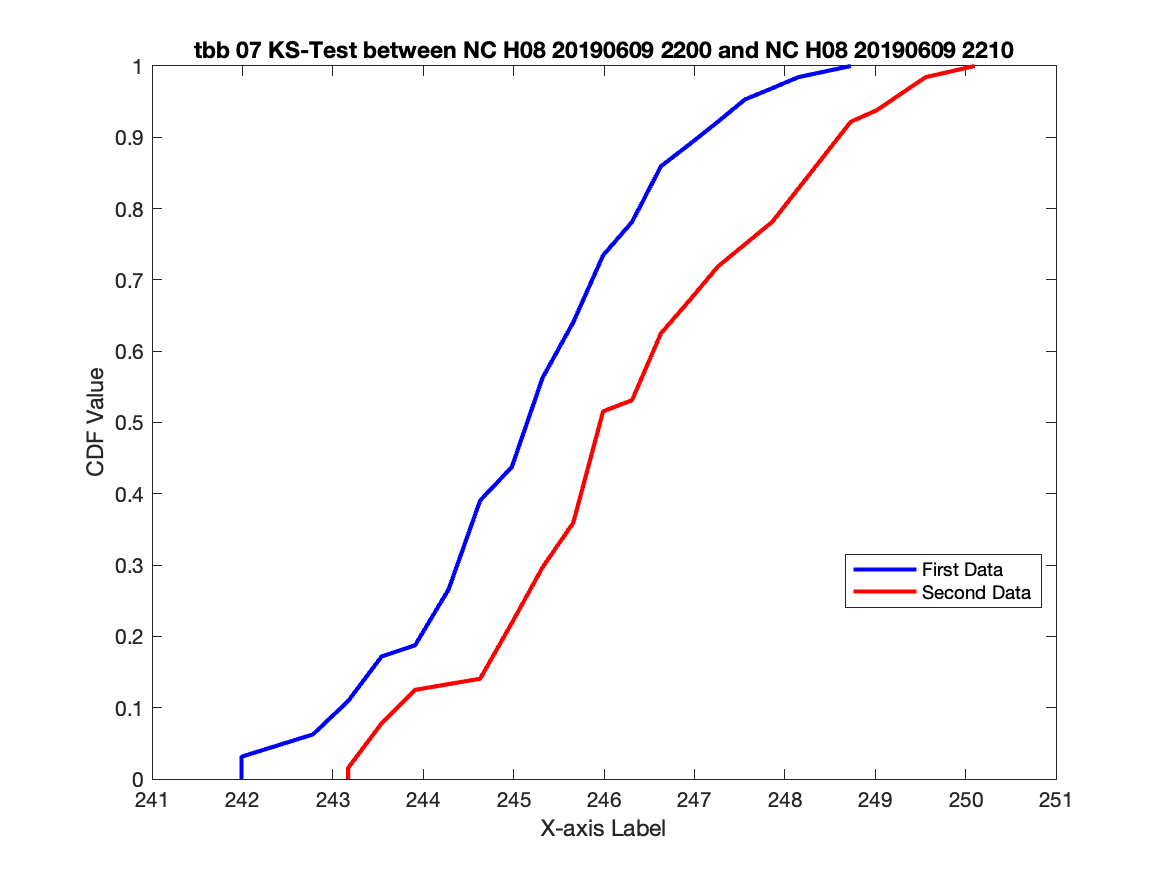 tbb 07 KS-Test between NC H08 20190609 2200 and NC H08 20190609 2210
1
0.9
0.8
0.7
0.6
0.5
0.4
0.3
0.2
0.1
0
CDF Value
First Data
Second Data
241 242 243 244 245 246 247 248 249 250 251
X-axis Label